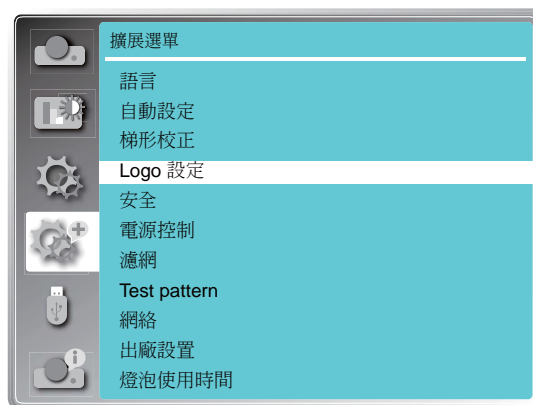 擴展選單
語言
自動設定
梯形校正
Logo 設定
安全
電源控制
濾網
Test pattern
網絡
出廠設置
燈泡使用時間